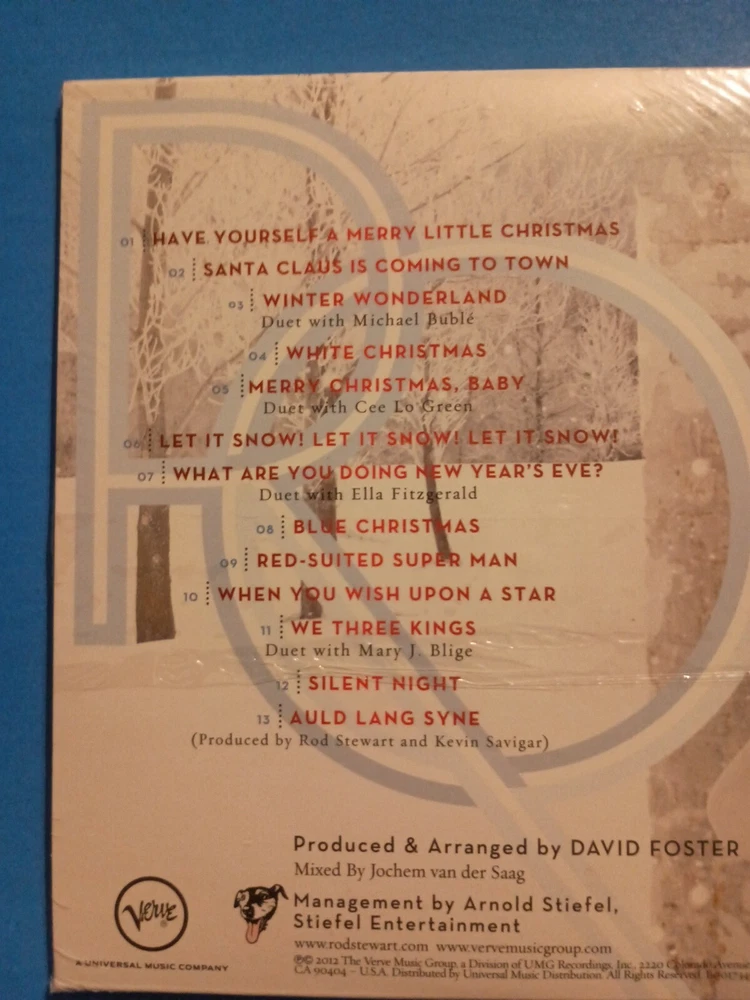 01 HAVE YOURSELF A MERRY LITTLE CHRISTMAS
02 SANTA CLAUS IS COMING TO TOWN
03 WINTER WONDERLAND
Duet with Michael Bublé
04 WHITE CHRISTMAS
05 MERRY CHRISTMAS, BABY
Duet with Cee Lo Green
06 LET IT SNOW! LET IT SNOW! LET IT SNOW!
07 WHAT ARE YOU DOING NEW YEAR'S EVE?
Duet with Ella Fitzgerald
08 BLUE CHRISTMAS
09 RED-SUITED SUPER MAN
10 WHEN YOU WISH UPON A STAR
11 WE THREE KINGS
Duet with Mary J. Blige
12 SILENT NIGHT
13 AULD LANG SYNE
(Produced by Rod Stewart and Kevin Savigar)
Produced & Arranged by DAVID FOSTER
Mixed By Jochem van der Saag
Management by Arnold Stiefel,
Stiefel Entertainment
www.rodstewart.com www.vervemusicgroup.com
℗© 2012 The Verve Music Group, a Division of UMG Recordings, Inc., 2220 Colorado Avenue
CA 90404 – U.S.A. Distributed by Universal Music Distribution. All Rights Reserved.
Verve
A UNIVERSAL MUSIC COMPANY